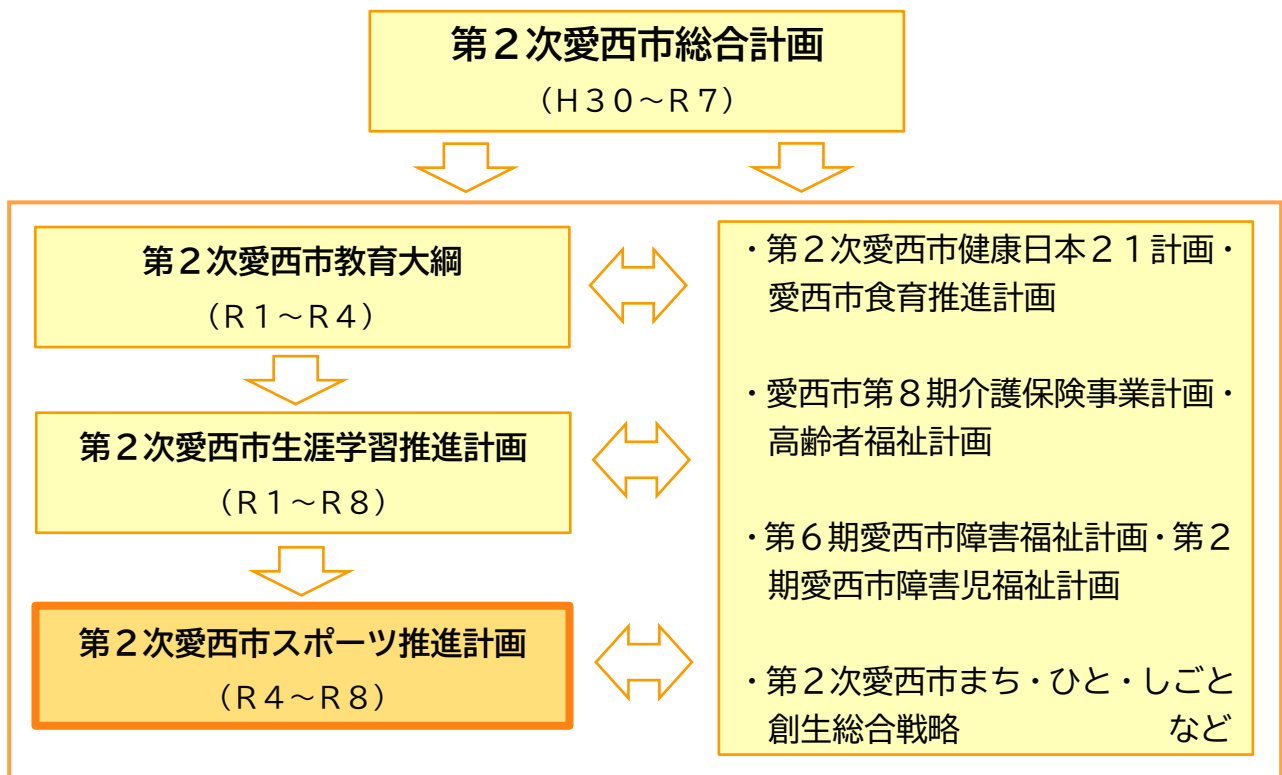 第２次愛西市総合計画
（Ｈ３０～Ｒ７）
第２次愛西市教育大綱
（Ｒ１～Ｒ４）
第２次愛西市生涯学習推進計画
（Ｒ１～Ｒ８）
第２次愛西市スポーツ推進計画
（Ｒ４～Ｒ８）
・第２次愛西市健康日本２１計画・
愛西市食育推進計画
・愛西市第８期介護保険事業計画・
高齢者福祉計画
・第６期愛西市障害福祉計画・第２
期愛西市障害児福祉計画
・第２次愛西市まち・ひと・しごと
創生総合戦略　　　　　　　など